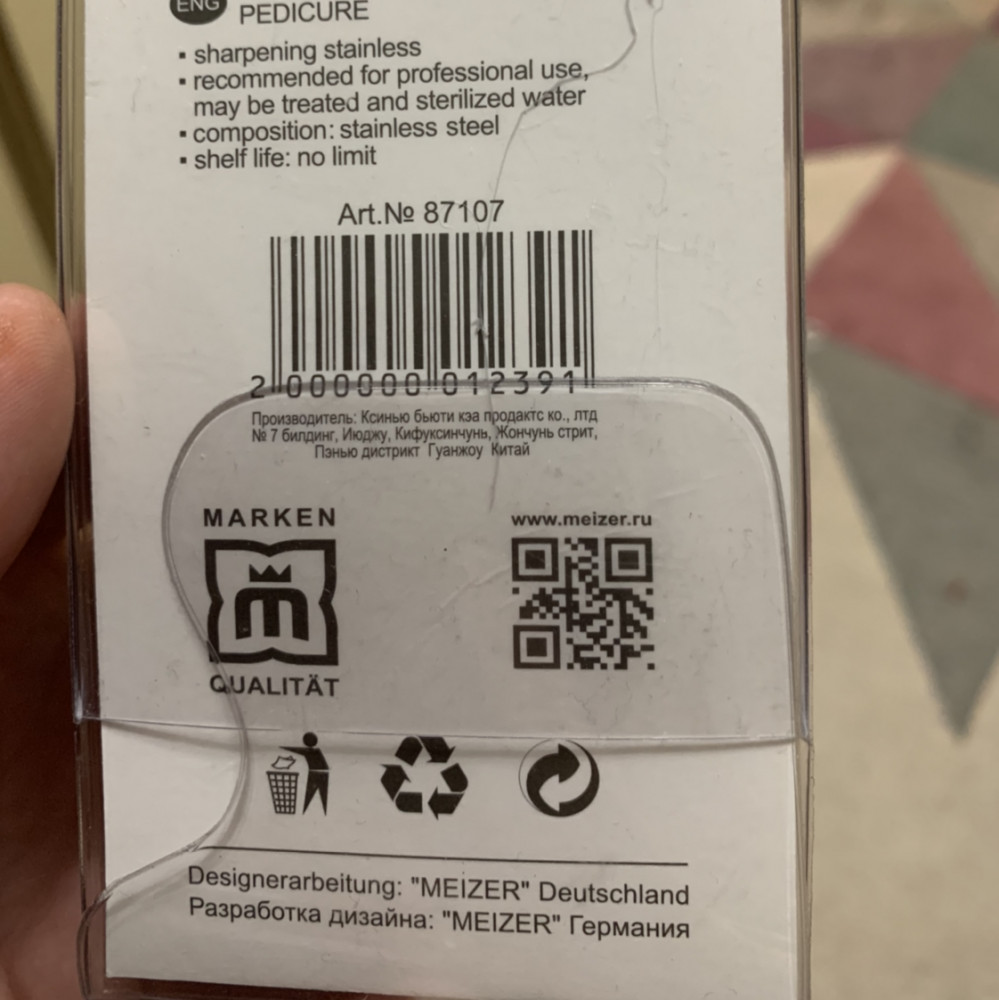 ENG
PEDICURE
▪ sharpening stainless
▪ recommended for professional use,
may be treated and sterilized water
▪ composition: stainless steel
▪ shelf life: no limit
Art.№ 87107
2 000000 012391
Производитель: Ксинью бьюти кэа продактс ко., лтд
№ 7 билдинг, Июджу, Кифуксинчунь, Жончунь стрит,
Пэнью дистрикт Гуанжоу Китай
MARKEN
m
QUALITÄT
www.meizer.ru
Designerarbeitung: "MEIZER" Deutschland
Разработка дизайна: "MEIZER" Германия